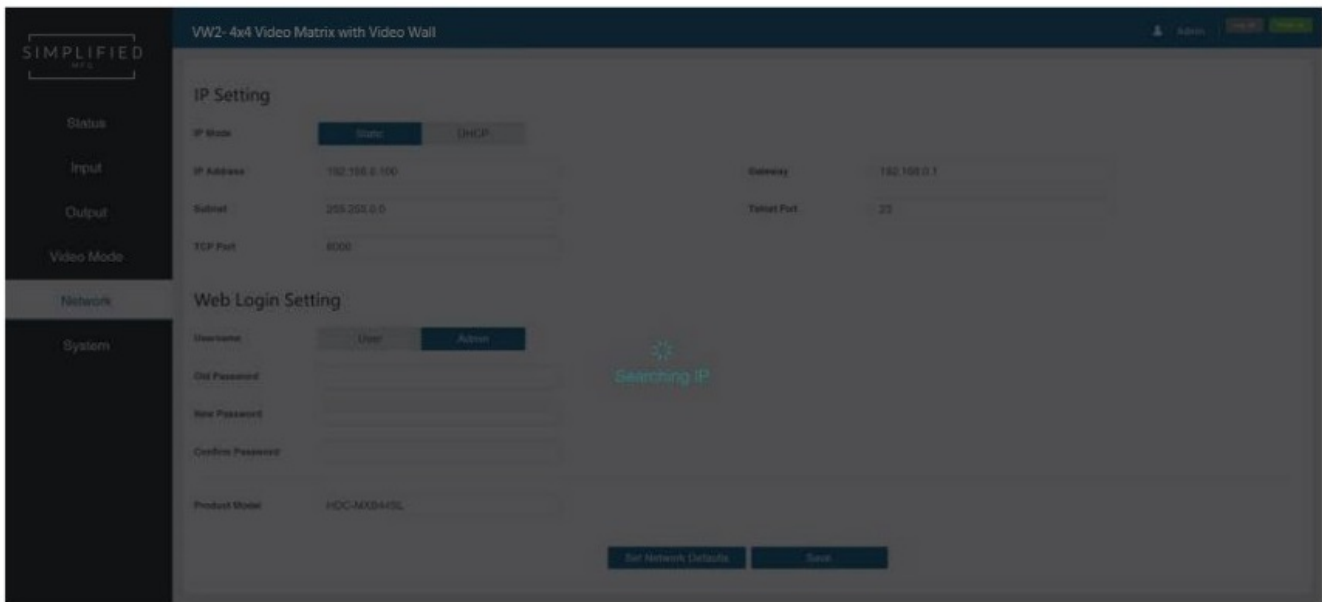 SIMPLIFIED
MFG
VW2- 4x4 Video Matrix with Video Wall
Admin
Status
Input
Output
Video Mode
Network
System
IP Setting
IP Mode Static DHCP
IP Address 192.168.0.100 Gateway 192.168.0.1
Subnet 255.255.0.0 Telnet Port 23
TCP Port 8000
Web Login Setting
Username User Admin
Old Password
New Password
Confirm Password
Searching IP
Product Model
Set Network Defaults Save